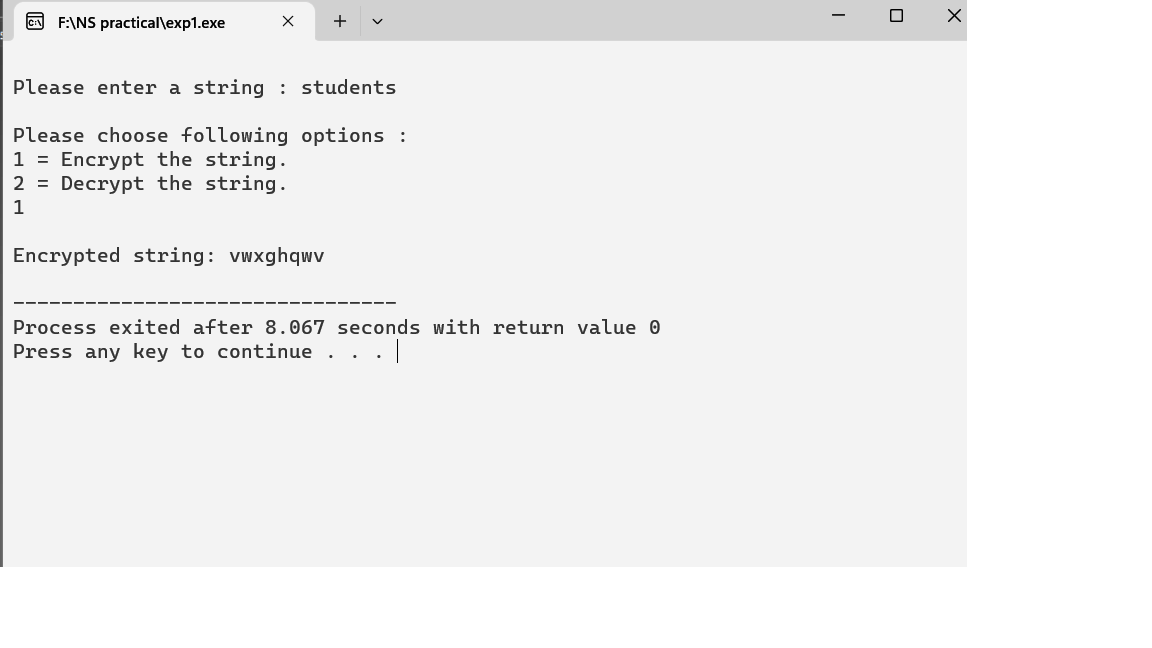 F:\NS practical\exp1.exe
Please enter a string : students
Please choose following options :
1 = Encrypt the string.
2 = Decrypt the string.
1
Encrypted string: vwxghqwv
--------------------------------
Process exited after 8.067 seconds with return value 0
Press any key to continue . . .